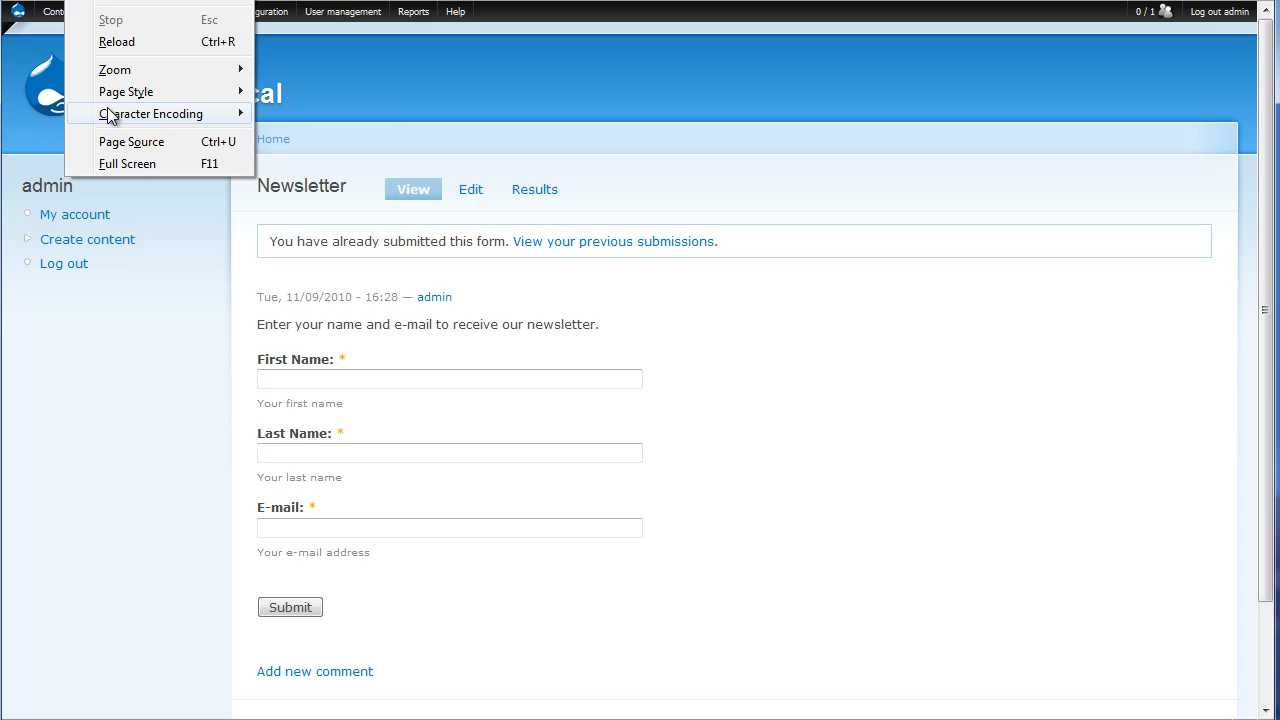 Cont guration User management Reports Help 0 / 1 Log out admin
Stop Esc
Reload Ctrl+R
Zoom
Page Style
Character Encoding
Page Source Ctrl+U
Full Screen F11
cal
Home
admin
My account
Create content
Log out
Newsletter View Edit Results
You have already submitted this form. View your previous submissions.
Tue, 11/09/2010 - 16:28 — admin
Enter your name and e-mail to receive our newsletter.
First Name: *
Your first name
Last Name: *
Your last name
E-mail: *
Your e-mail address
Submit
Add new comment